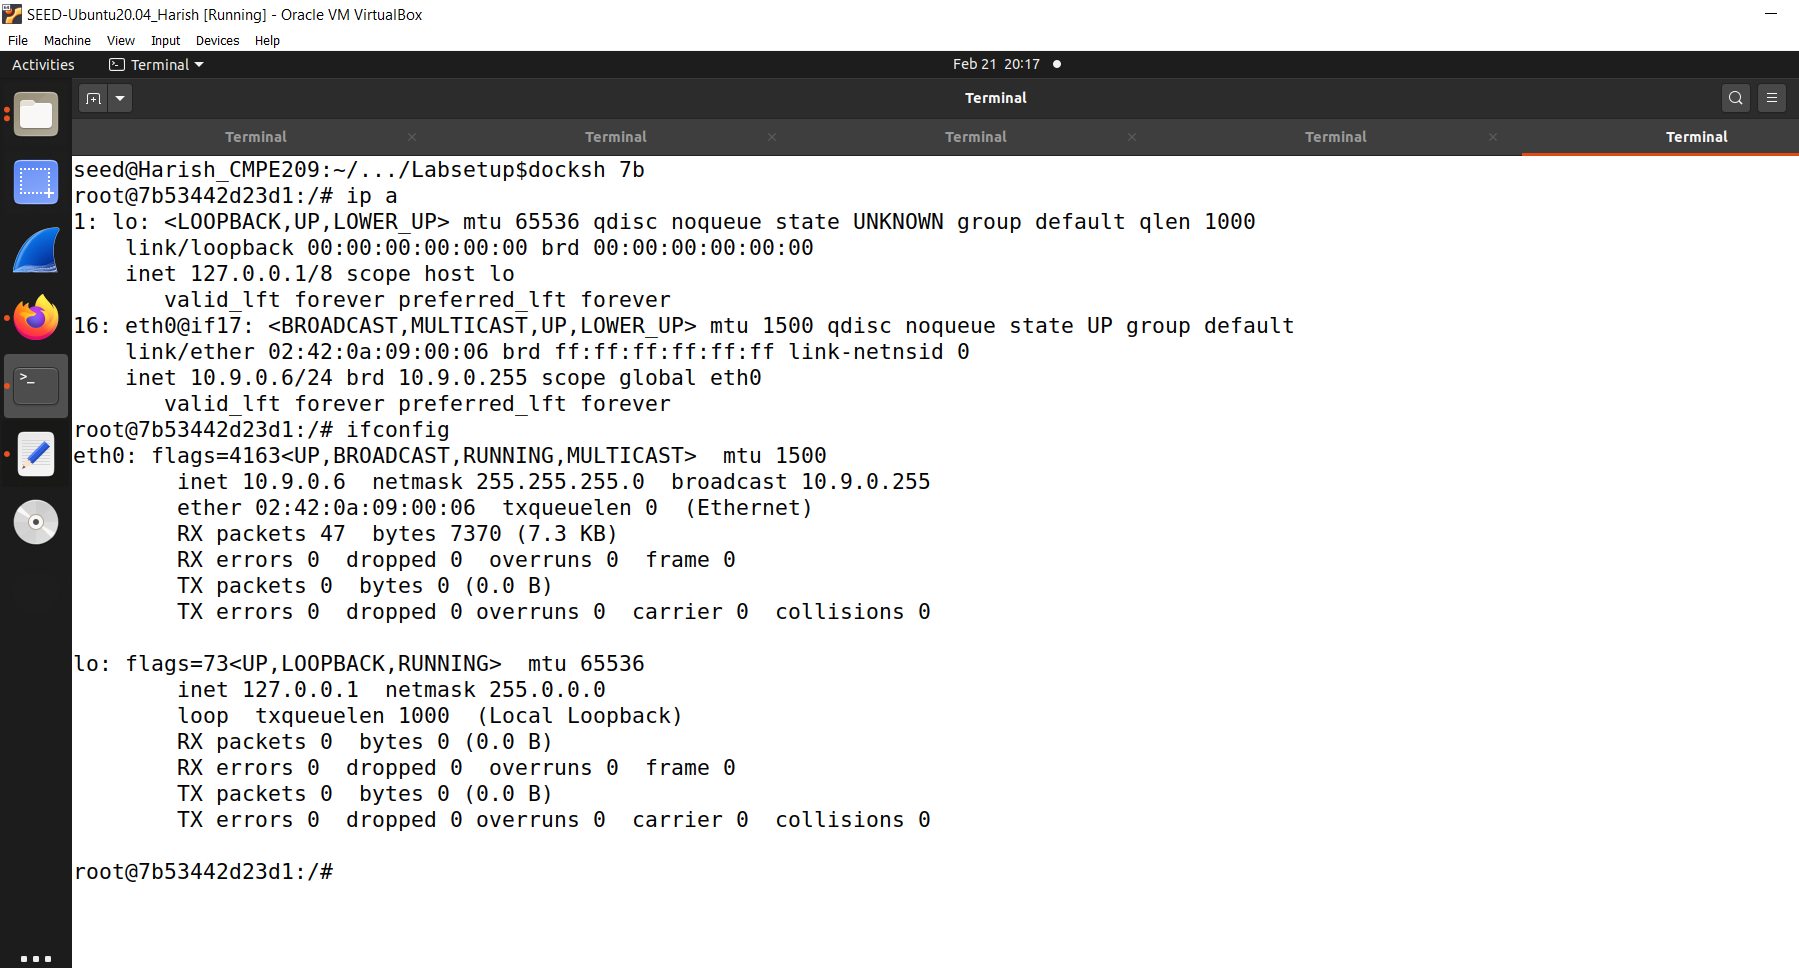 SEED-Ubuntu20.04_Harish [Running] - Oracle VM VirtualBox
File Machine View Input Devices Help
Activities Terminal Feb 21 20:17
Terminal
Terminal Terminal Terminal Terminal Terminal
seed@Harish_CMPE209:~/.../Labsetup$docksh 7b
root@7b53442d23d1:/# ip a
1: lo: <LOOPBACK,UP,LOWER_UP> mtu 65536 qdisc noqueue state UNKNOWN group default qlen 1000
    link/loopback 00:00:00:00:00:00 brd 00:00:00:00:00:00
    inet 127.0.0.1/8 scope host lo
       valid_lft forever preferred_lft forever
16: eth0@if17: <BROADCAST,MULTICAST,UP,LOWER_UP> mtu 1500 qdisc noqueue state UP group default
    link/ether 02:42:0a:09:00:06 brd ff:ff:ff:ff:ff:ff link-netnsid 0
    inet 10.9.0.6/24 brd 10.9.0.255 scope global eth0
       valid_lft forever preferred_lft forever
root@7b53442d23d1:/# ifconfig
eth0: flags=4163<UP,BROADCAST,RUNNING,MULTICAST>  mtu 1500
        inet 10.9.0.6  netmask 255.255.255.0  broadcast 10.9.0.255
        ether 02:42:0a:09:00:06  txqueuelen 0  (Ethernet)
        RX packets 47  bytes 7370 (7.3 KB)
        RX errors 0  dropped 0  overruns 0  frame 0
        TX packets 0  bytes 0 (0.0 B)
        TX errors 0  dropped 0 overruns 0  carrier 0  collisions 0
lo: flags=73<UP,LOOPBACK,RUNNING>  mtu 65536
        inet 127.0.0.1  netmask 255.0.0.0
        loop  txqueuelen 1000  (Local Loopback)
        RX packets 0  bytes 0 (0.0 B)
        RX errors 0  dropped 0  overruns 0  frame 0
        TX packets 0  bytes 0 (0.0 B)
        TX errors 0  dropped 0 overruns 0  carrier 0  collisions 0
root@7b53442d23d1:/#